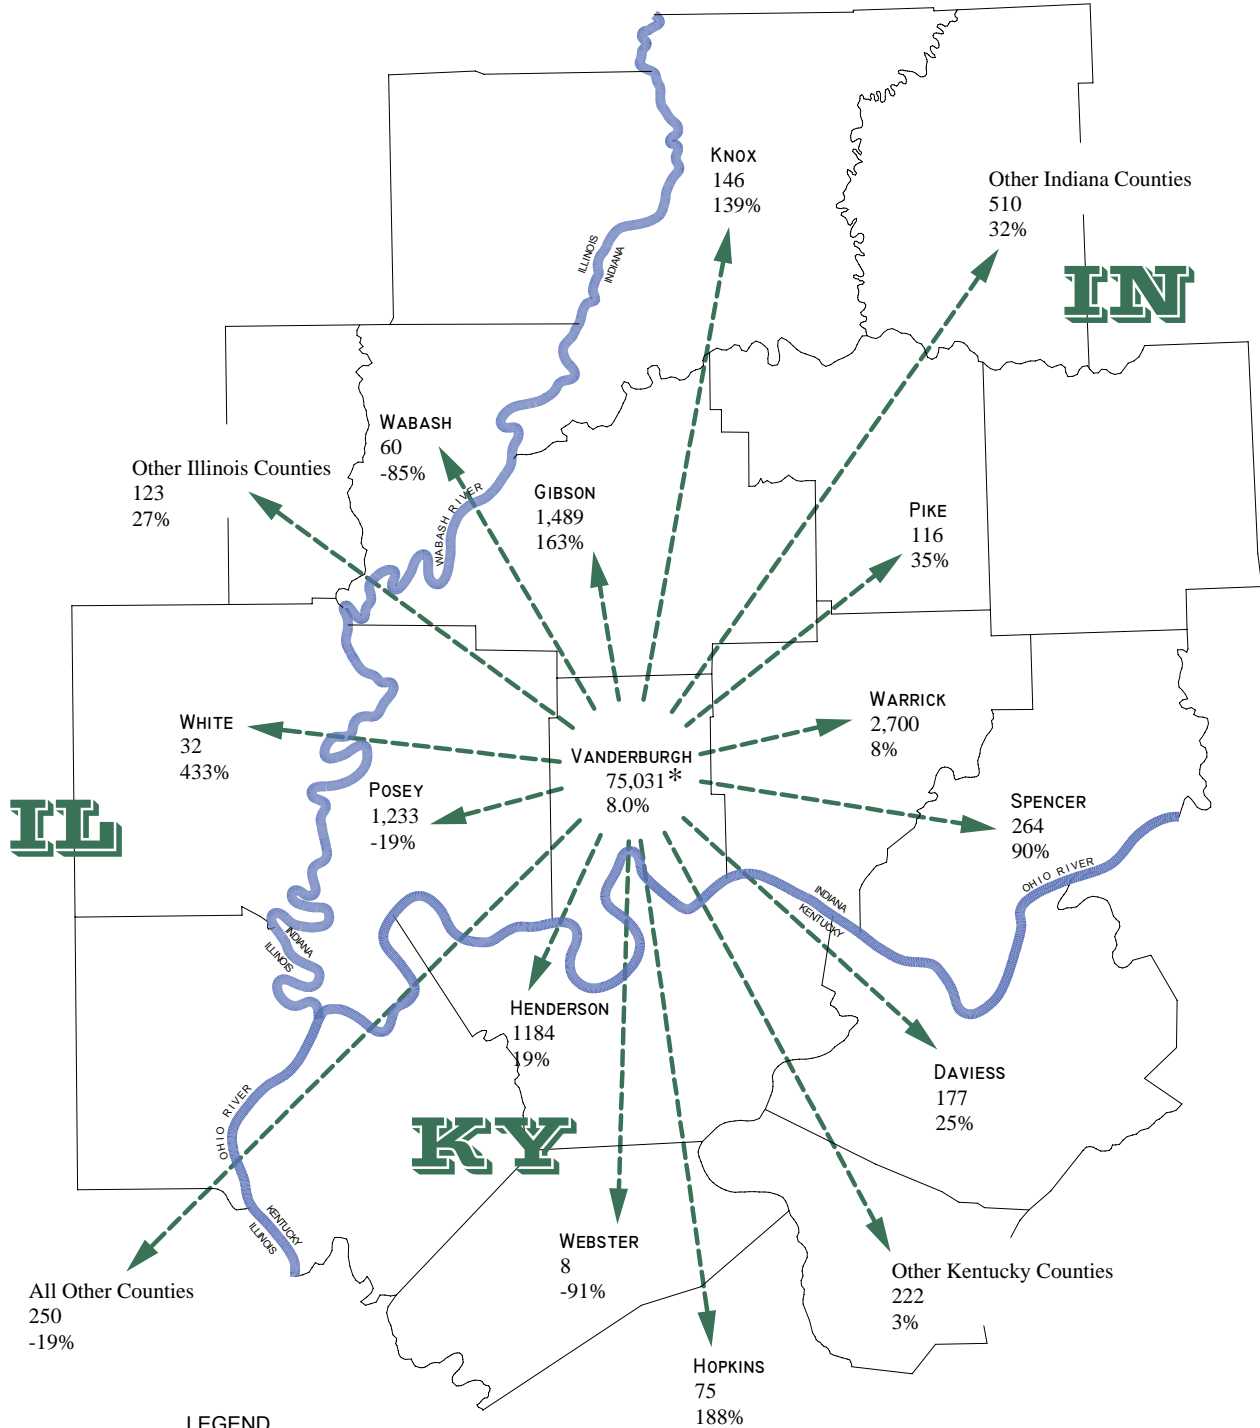 KNOX
146
139%
Other Indiana Counties
510
32%
IN
ILLINOIS
INDIANA
WABASH
60
-85%
Other Illinois Counties
123
27%
WABASH RIVER
GIBSON
1,489
163%
PIKE
116
35%
WHITE
32
433%
WARRICK
2,700
8%
VANDERBURGH
75,031*
8.0%
POSEY
1,233
-19%
IL
SPENCER
264
90%
OHIO RIVER
INDIANA
KENTUCKY
INDIANA
ILLINOIS
HENDERSON
1184
19%
DAVIESS
177
25%
OHIO RIVER
KY
KENTUCKY
ILLINOIS
WEBSTER
8
-91%
Other Kentucky Counties
222
3%
All Other Counties
250
-19%
HOPKINS
75
188%
LEGEND